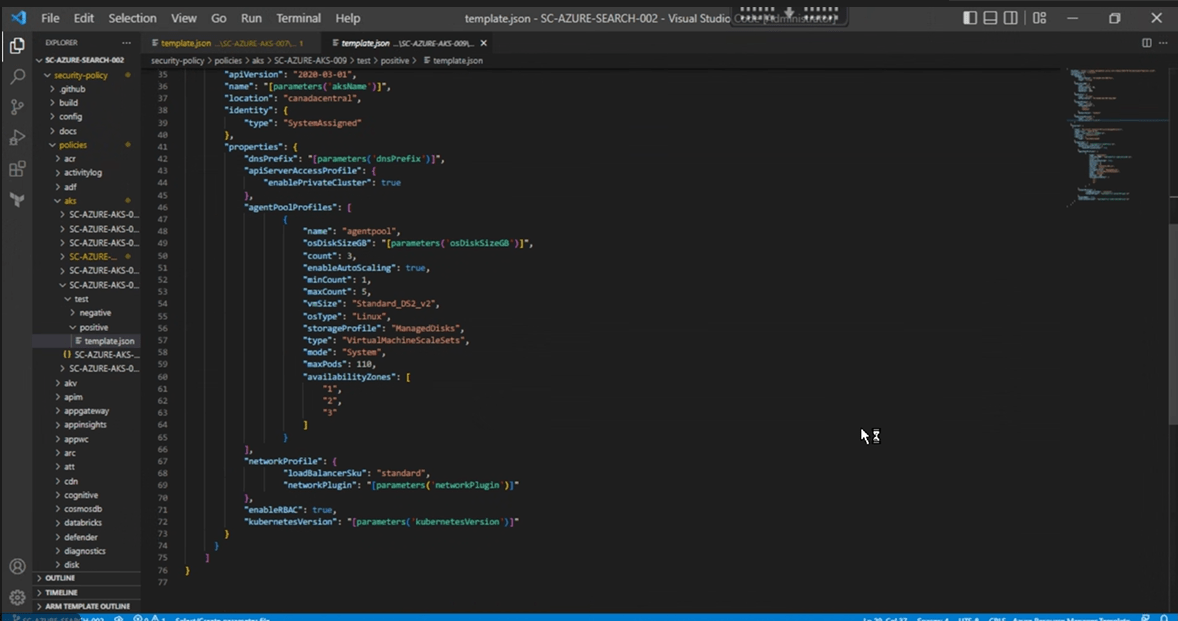 File Edit Selection View Go Run Terminal Help
template.json - SC-AZURE-SEARCH-002 - Visual Studio Code [Administrator]
EXPLORER
SC-AZURE-SEARCH-002
security-policy
.github
build
config
docs
policies
acr
activitylog
adf
aks
SC-AZURE-AKS-0...
SC-AZURE-AKS-0...
SC-AZURE-AKS-0...
SC-AZURE-...
SC-AZURE-AKS-0...
SC-AZURE-AKS-0...
test
negative
positive
template.json
SC-AZURE-AKS-...
SC-AZURE-AKS-0...
akv
apim
appgateway
appinsights
appwc
arc
att
cdn
cognitive
cosmosdb
databricks
defender
diagnostics
disk
OUTLINE
TIMELINE
ARM TEMPLATE OUTLINE
template.json ...\SC-AZURE-AKS-007\... 1
template.json ...\SC-AZURE-AKS-009\...
security-policy > policies > aks > SC-AZURE-AKS-009 > test > positive > template.json
35 "apiVersion": "2020-03-01",
36 "name": "[parameters('aksName')]",
37 "location": "canadacentral",
38 "identity": {
39 "type": "SystemAssigned"
40 },
41 "properties": {
42 "dnsPrefix": "[parameters('dnsPrefix')]",
43 "apiServerAccessProfile": {
44 "enablePrivateCluster": true
45 },
46 "agentPoolProfiles": [
47 {
48 "name": "agentpool",
49 "osDiskSizeGB": "[parameters('osDiskSizeGB')]",
50 "count": 3,
51 "enableAutoScaling": true,
52 "minCount": 1,
53 "maxCount": 5,
54 "vmSize": "Standard_DS2_v2",
55 "osType": "Linux",
56 "storageProfile": "ManagedDisks",
57 "type": "VirtualMachineScaleSets",
58 "mode": "System",
59 "maxPods": 110,
60 "availabilityZones": [
61 "1",
62 "2",
63 "3"
64 ]
65 }
66 ],
67 "networkProfile": {
68 "loadBalancerSku": "standard",
69 "networkPlugin": "[parameters('networkPlugin')]"
70 },
71 "enableRBAC": true,
72 "kubernetesVersion": "[parameters('kubernetesVersion')]"
73 }
74 }
75 ]
76 }
77